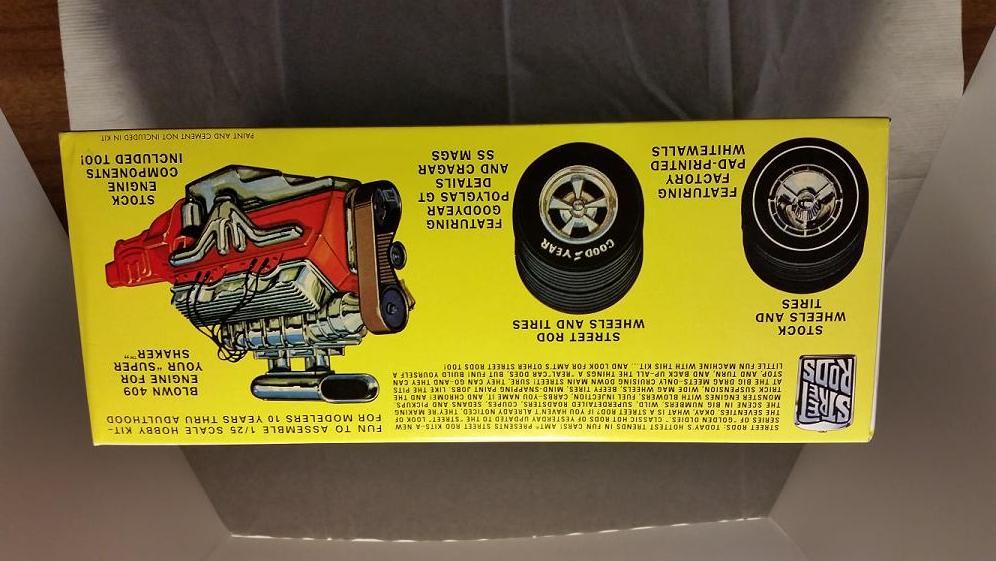 STREET
RODS
STREET RODS: TODAY'S HOTTEST TRENDS IN FUN CARS! AMT PRESENTS STREET ROD KITS-A-NEW
SERIES OF "GOLDEN" OLDIES," CLASSIC HOT RODS OF YESTERDAY UPDATED TO THE "STREET" LOOK OF
THE SEVENTIES. OKAY, WHAT IS A STREET ROD? IF YOU HAVEN'T ALREADY NOTICED, THEY'RE MAKING
THE SCENE IN BIG NUMBERS. WILD, SUPERDETAILED ROADSTERS, COUPES, SEDANS AND PICKUPS
MONSTER ENGINES WITH BLOWERS, FUEL INJECTION, CARBS-YOU NAME IT AND CHROME! AND THE
TRICK SUSPENSION, WIDE MAG WHEELS, BEEFY TIRES, MIND-SNAPPING PAINT JOBS. LIKE THE PITS
AT THE BIG DRAG MEETS-ONLY CRUISING DOWN MAIN STREET! SURE, THEY CAN GO-AND THEY CAN
STOP AND TURN, AND BACK UP-ALL THE THINGS A "REAL" CAR DOES, BUT FUN! BUILD YOURSELF A
LITTLE FUN MACHINE WITH THIS KIT... AND LOOK FOR AMT'S OTHER STREET RODS TOO!
FUN TO ASSEMBLE 1/25 SCALE HOBBY KIT-
FOR MODELERS 10 YEARS THRU ADULTHOOD
STOCK
WHEELS AND
TIRES
FEATURING
FACTORY
PAD-PRINTED
WHITEWALLS
STREET ROD
WHEELS AND TIRES
GOOD YEAR
FEATURING
GOODYEAR
POLYGLAS GT
DETAILS
AND CRAGAR
SS MAGS
BLOWN 409
ENGINE FOR
YOUR "SUPER
SHAKER"™
STOCK
ENGINE
COMPONENTS
INCLUDED TOO!
PAINT AND CEMENT NOT INCLUDED IN KIT